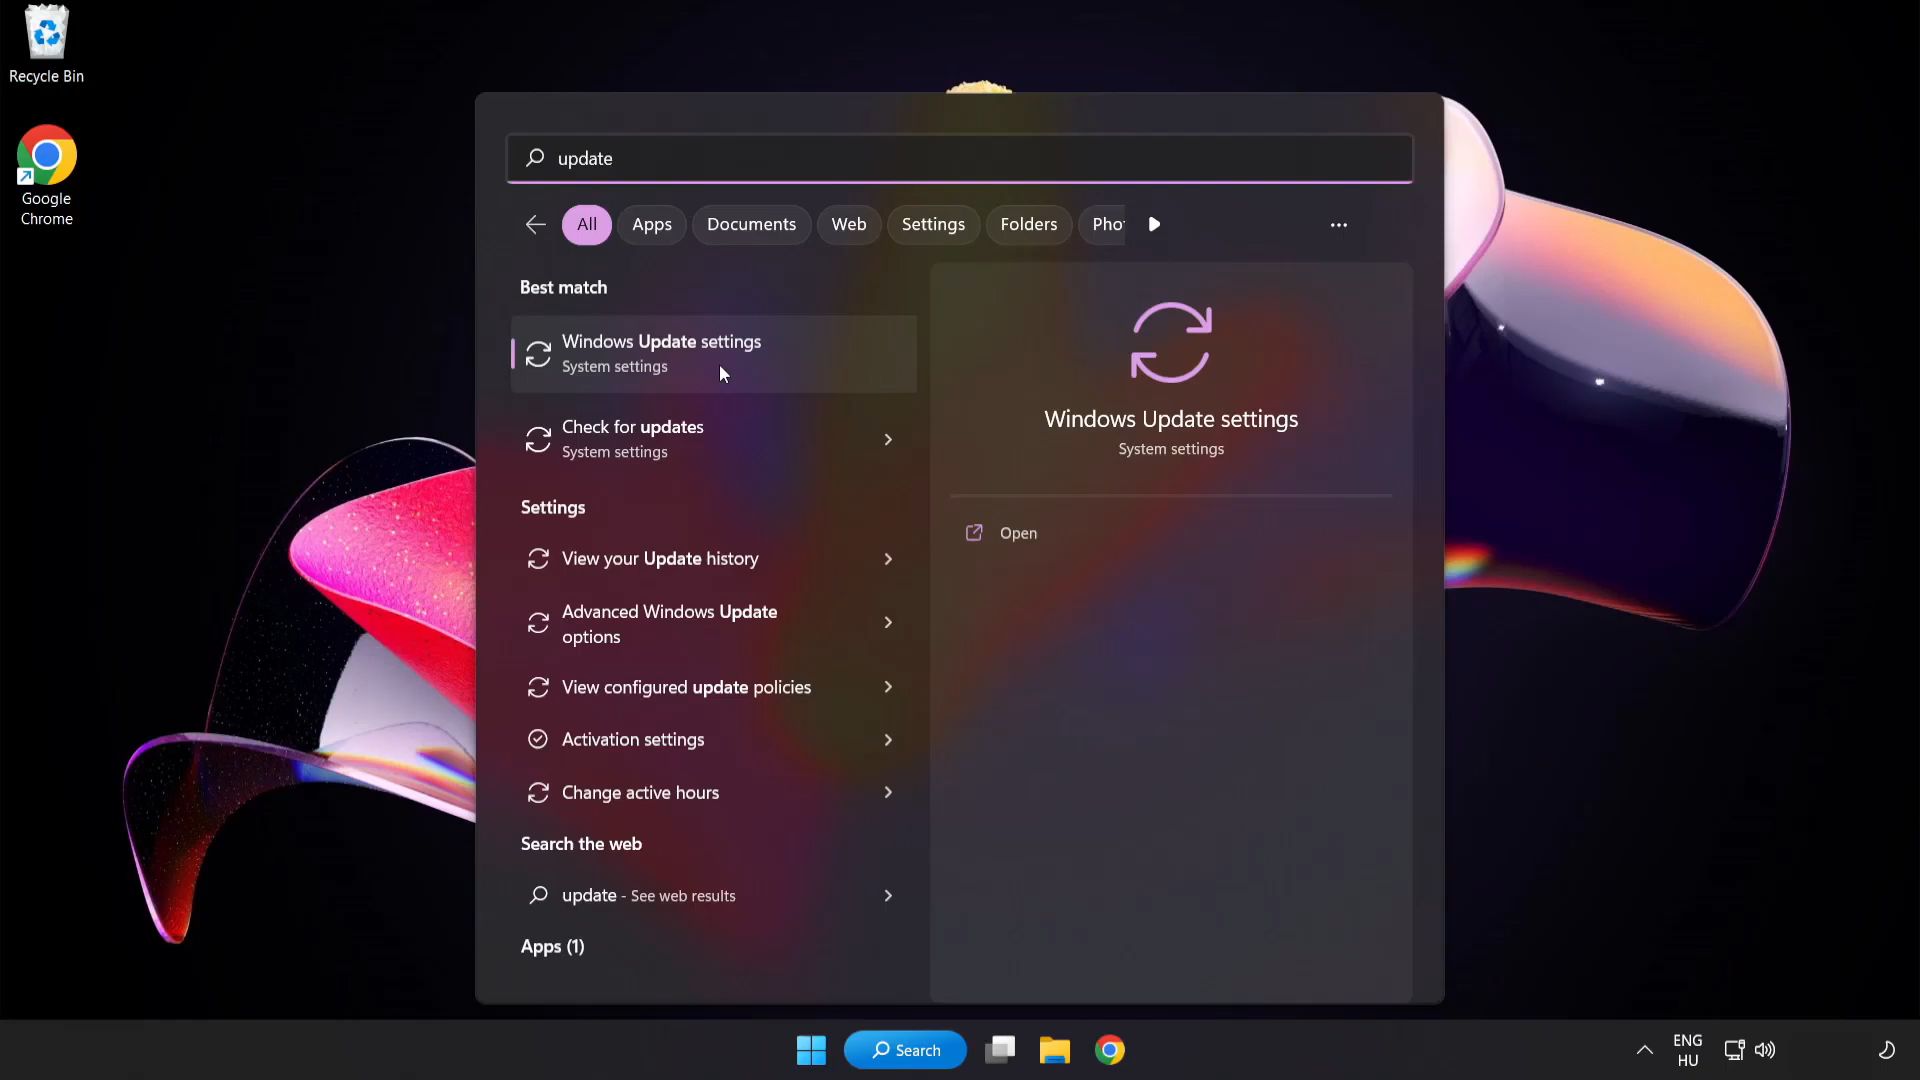 Recycle Bin
Google
Chrome
update
All
Apps
Documents
Web
Settings
Folders
Best match
Windows Update settings
System settings
Check for updates
System settings
Settings
View your Update history
Advanced Windows Update
options
View configured update policies
Activation settings
Change active hours
Search the web
update - See web results
Apps (1)
Windows Update settings
System settings
Open
Search
ENG
HU